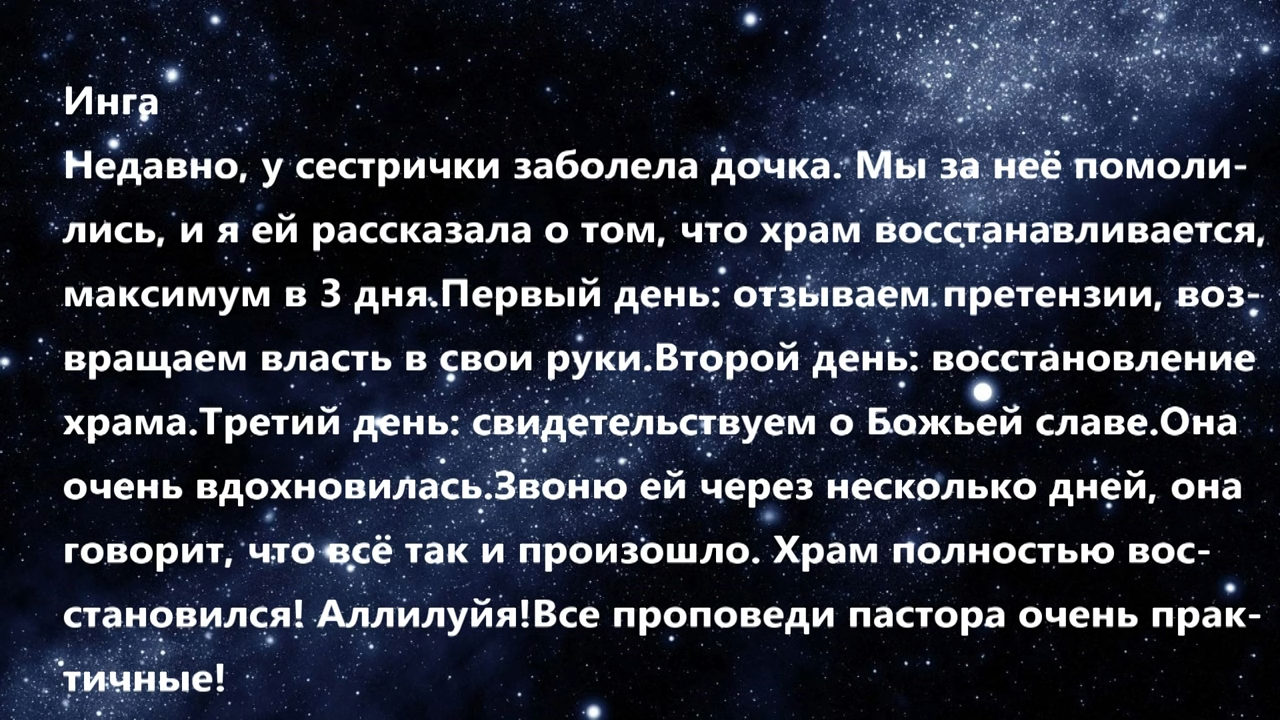 Инга
Недавно, у сестрички заболела дочка. Мы за неё помоли-
лись, и я ей рассказала о том, что храм восстанавливается,
максимум в 3 дня.Первый день: отзываем претензии, воз-
вращаем власть в свои руки.Второй день: восстановление
храма.Третий день: свидетельствуем о Божьей славе.Она
очень вдохновилась.Звоню ей через несколько дней, она
говорит, что всё так и произошло. Храм полностью вос-
становился! Аллилуйя!Все проповеди пастора очень прак-
тичные!